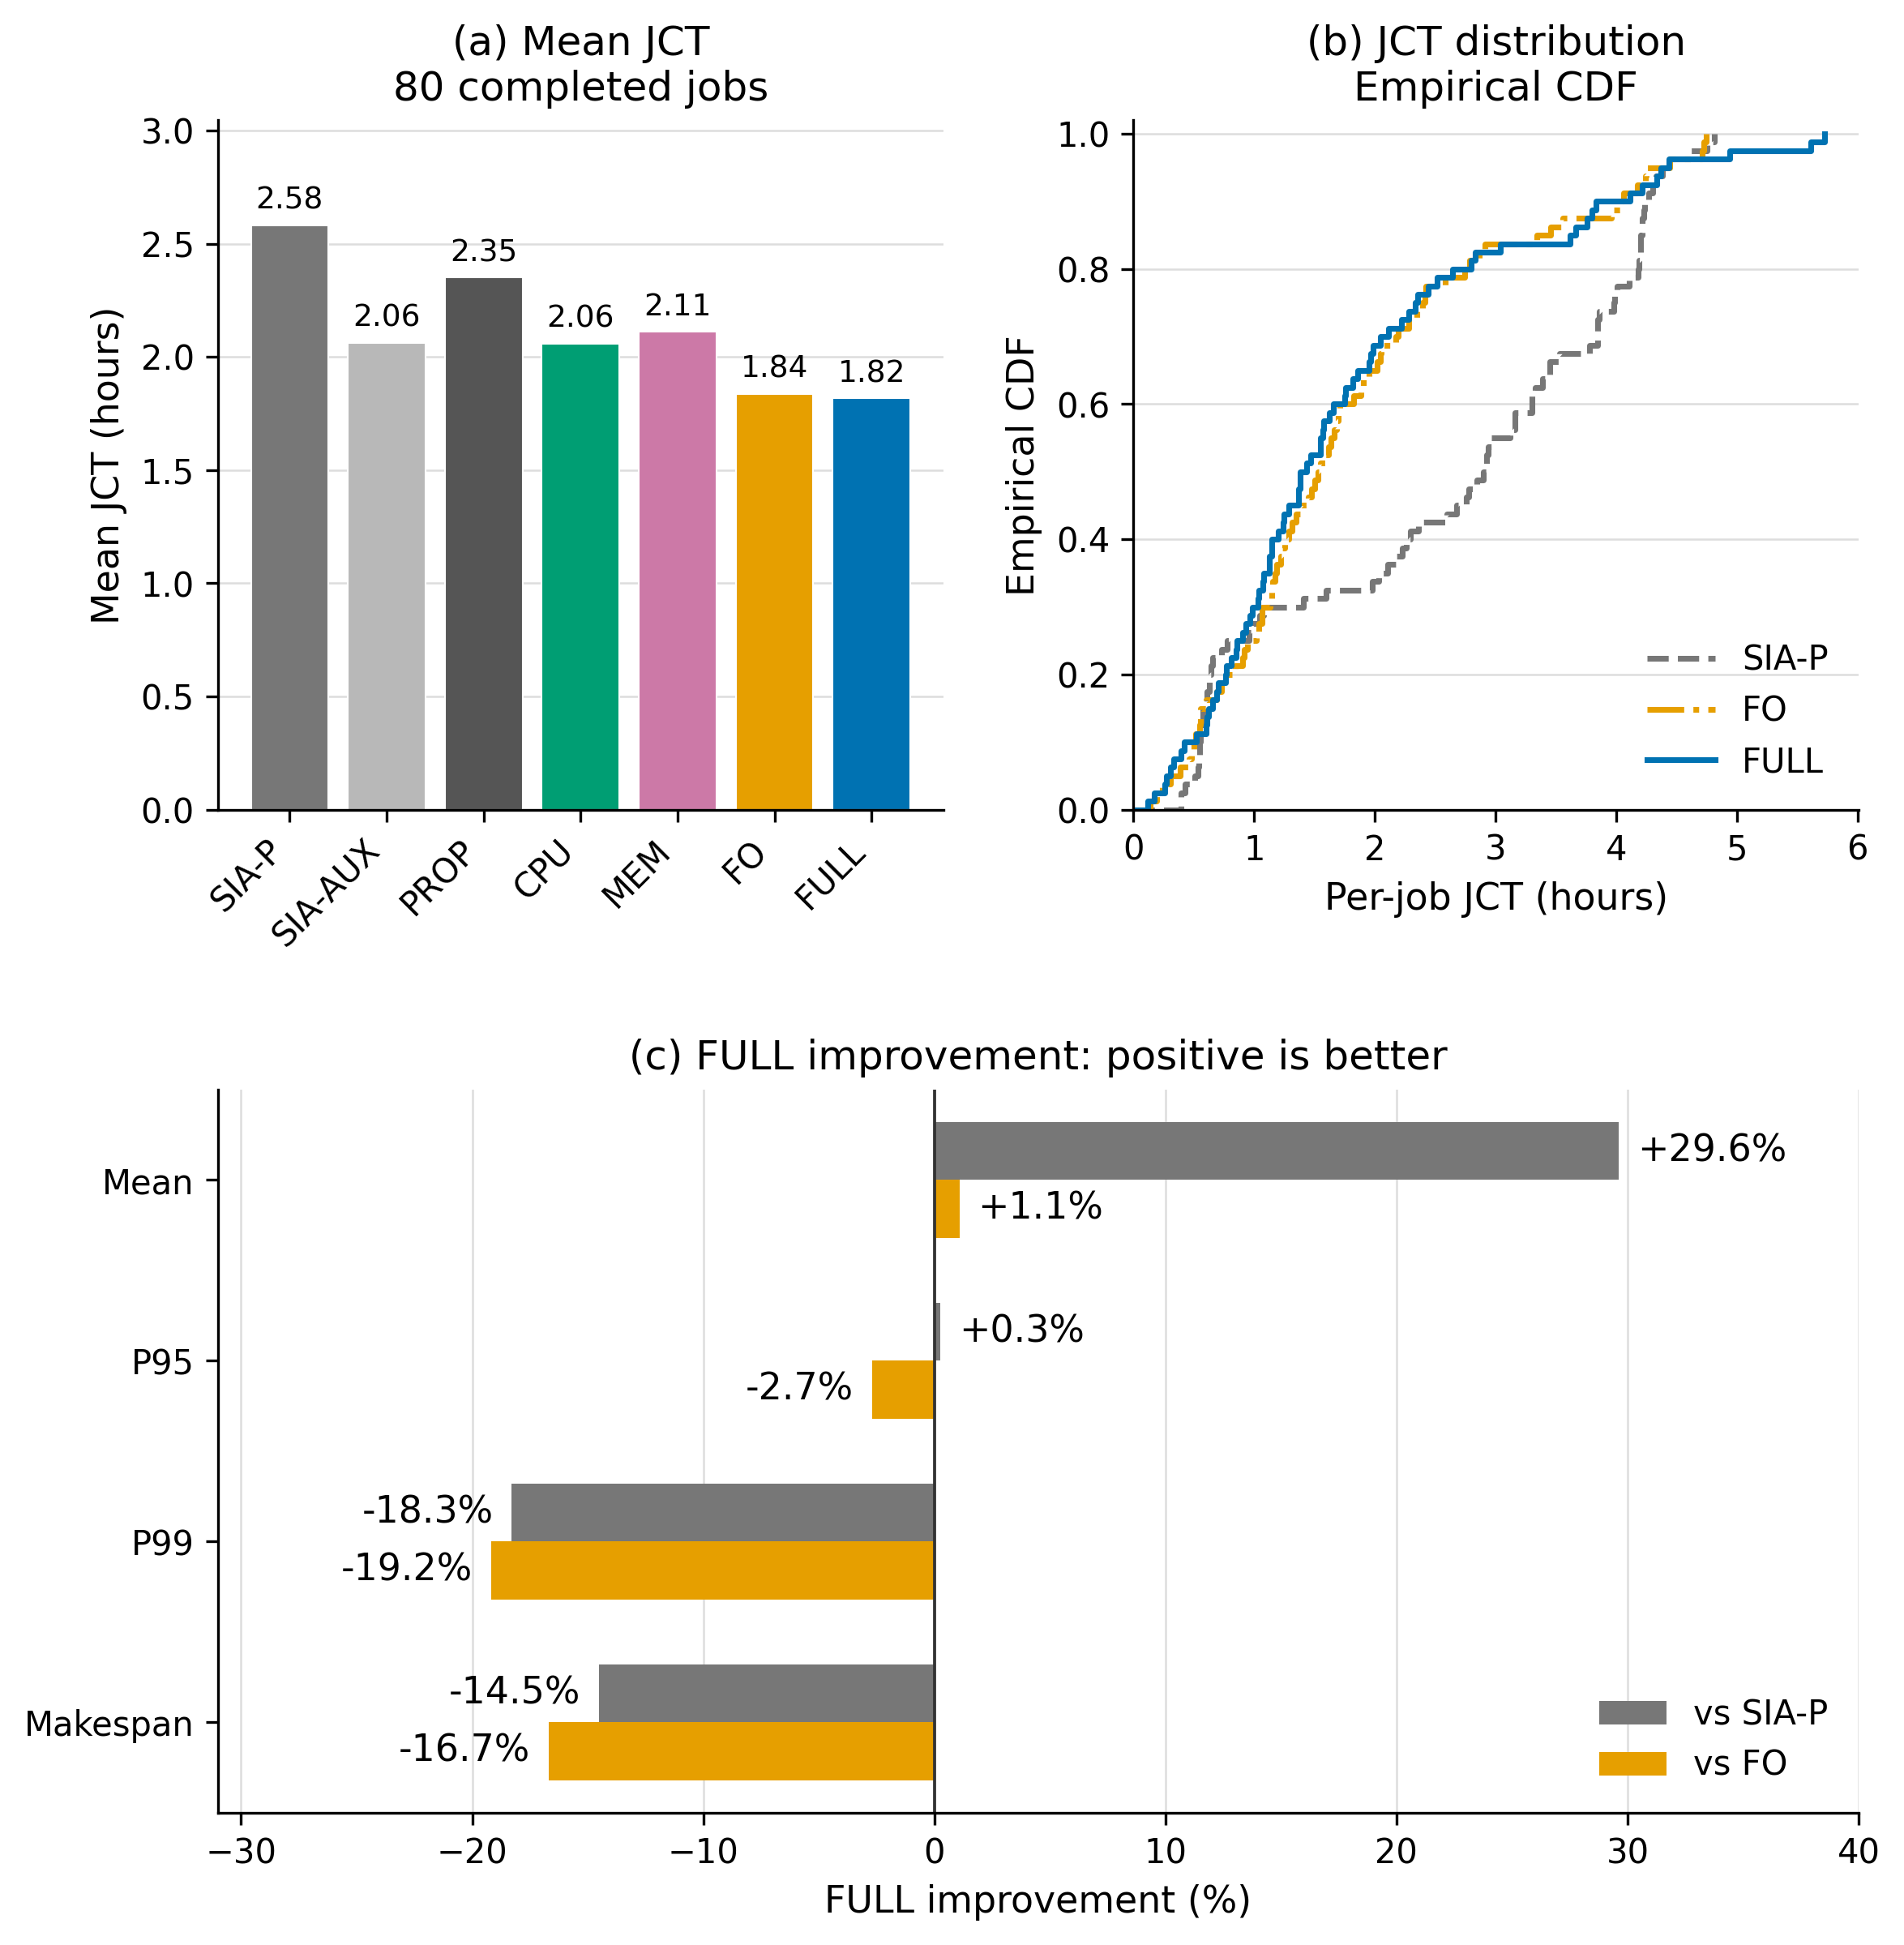 (a) Mean JCT
80 completed jobs
Mean JCT (hours)
3.0
2.5
2.0
1.5
1.0
0.5
0.0
2.58
2.06
2.35
2.06
2.11
1.84
1.82
SIA-P
SIA-AUX
PROP
CPU
MEM
FO
FULL
(b) JCT distribution
Empirical CDF
Empirical CDF
1.0
0.8
0.6
0.4
0.2
0.0
SIA-P
FO
FULL
0 1 2 3 4 5 6
Per-job JCT (hours)
(c) FULL improvement: positive is better
Mean
+29.6%
+1.1%
P95
+0.3%
-2.7%
P99
-18.3%
-19.2%
Makespan
-14.5%
-16.7%
vs SIA-P
vs FO
−30 −20 −10 0 10 20 30 40
FULL improvement (%)